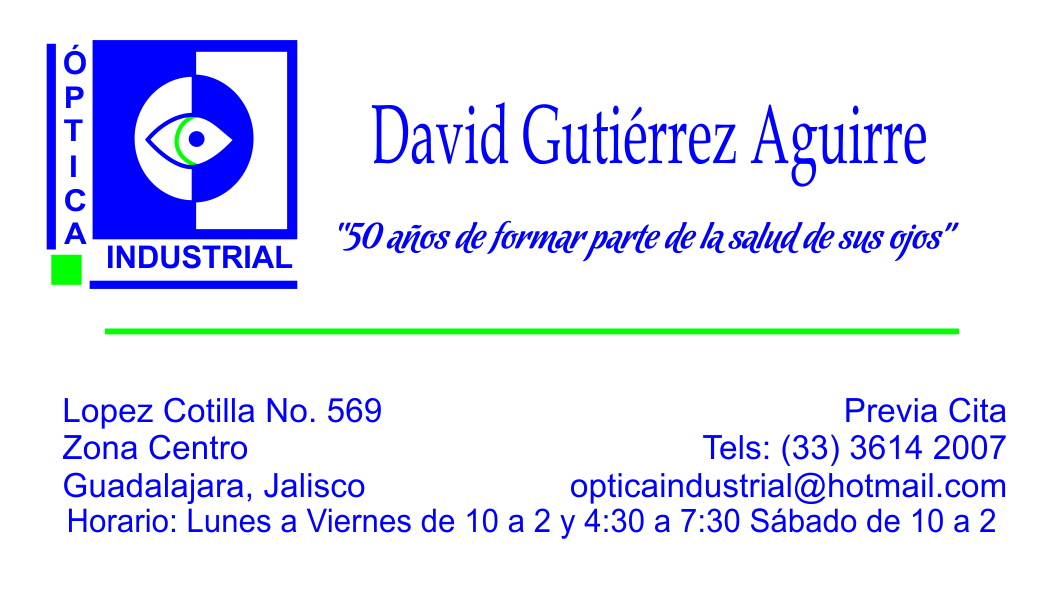 ÓPTICA
INDUSTRIAL
David Gutiérrez Aguirre
"50 años de formar parte de la salud de sus ojos"
Lopez Cotilla No. 569
Zona Centro
Guadalajara, Jalisco
Previa Cita
Tels: (33) 3614 2007
opticaindustrial@hotmail.com
Horario: Lunes a Viernes de 10 a 2 y 4:30 a 7:30 Sábado de 10 a 2